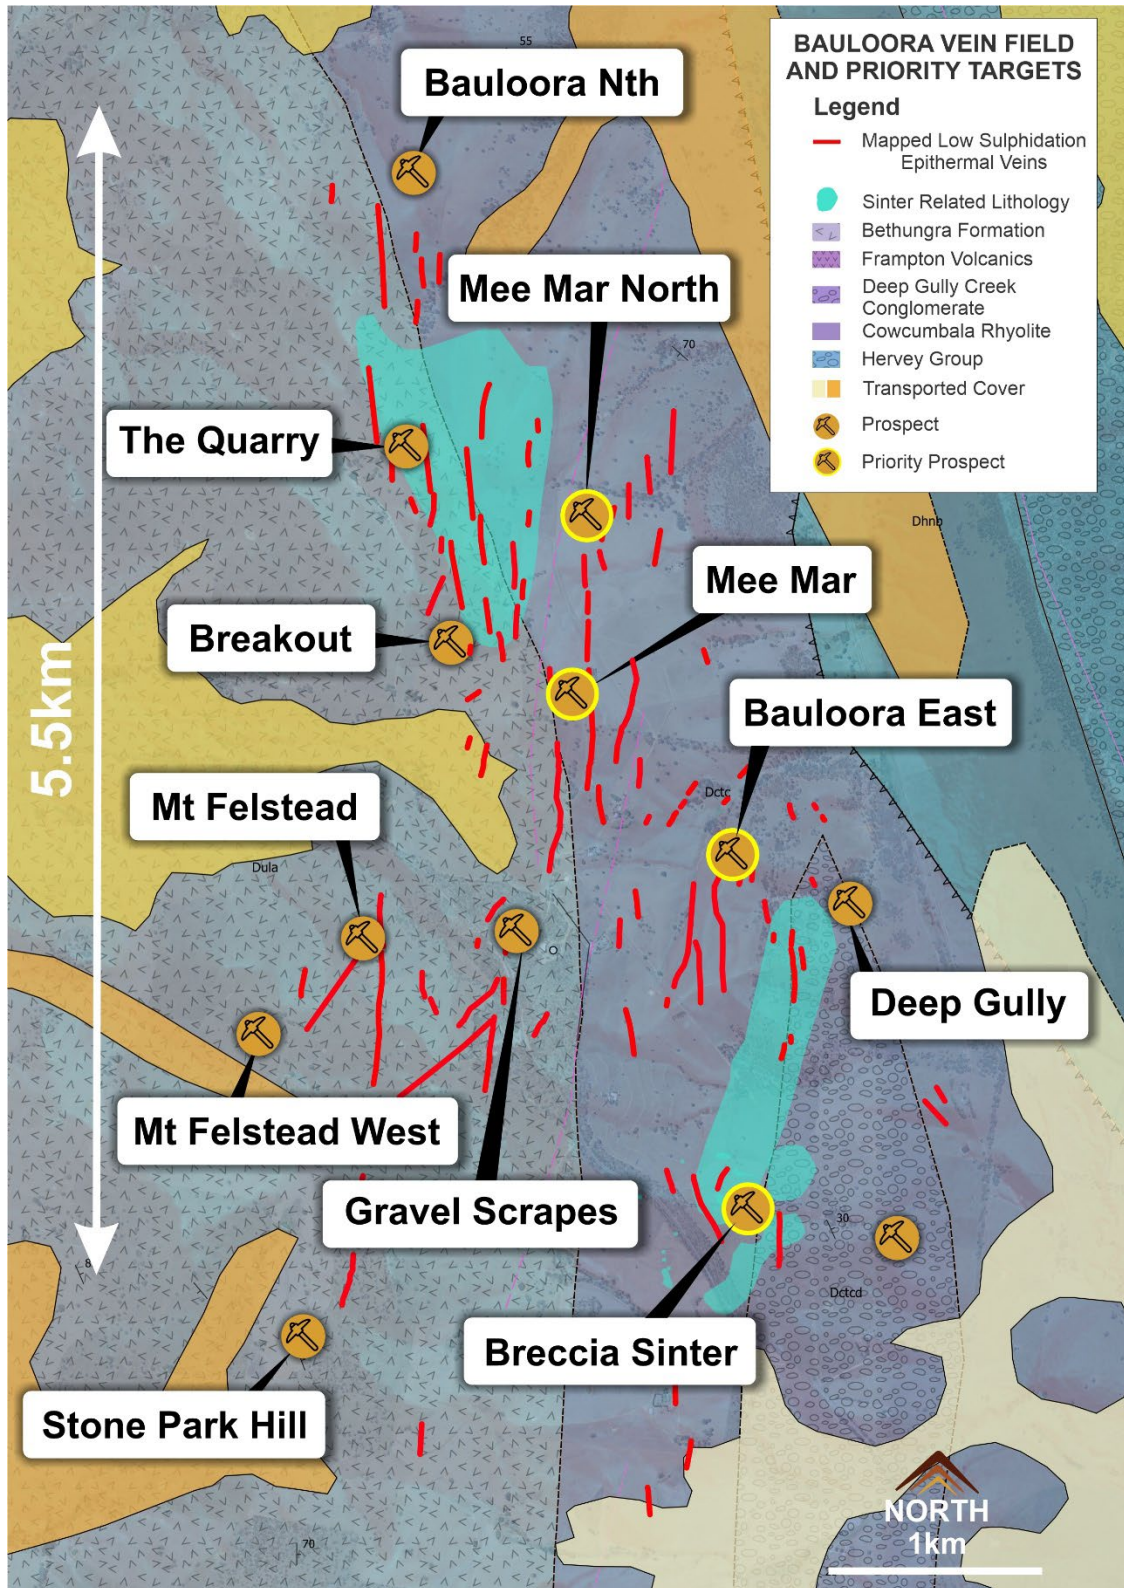 55
Bauloora Nth
BAULOORA VEIN FIELD
AND PRIORITY TARGETS
Legend
Mapped Low Sulphidation
Epithermal Veins
Sinter Related Lithology
Bethungra Formation
Frampton Volcanics
Deep Gully Creek
Conglomerate
Cowcumbala Rhyolite
Hervey Group
Transported Cover
Prospect
Priority Prospect
Mee Mar North
70
The Quarry
Dhnb
Mee Mar
Breakout
5.5km
Bauloora East
Dctc
Mt Felstead
Dula
Deep Gully
Mt Felstead West
Gravel Scrapes
30
8
Dctcd
Breccia Sinter
Stone Park Hill
NORTH
1km
70